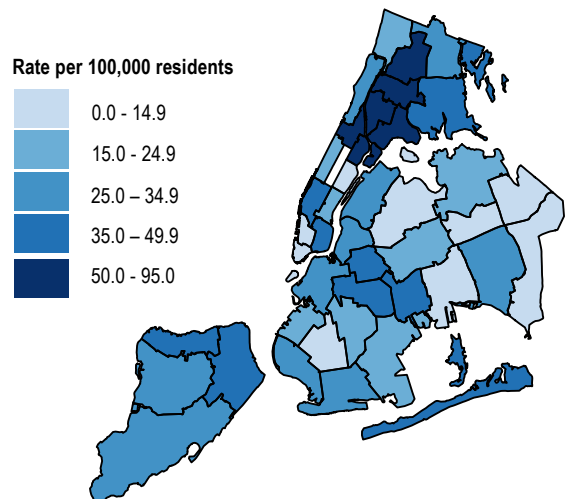 Rate per 100,000 residents
0.0 - 14.9
15.0 - 24.9
25.0 – 34.9
35.0 - 49.9
50.0 - 95.0